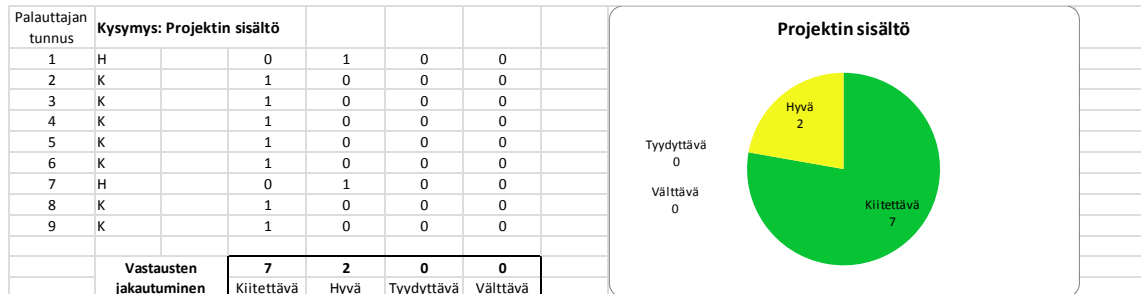 Palauttajan tunnus Kysymys: Projektin sisältö
1 H 0 1 0 0
2 K 1 0 0 0
3 K 1 0 0 0
4 K 1 0 0 0
5 K 1 0 0 0
6 K 1 0 0 0
7 H 0 1 0 0
8 K 1 0 0 0
9 K 1 0 0 0
Vastausten jakautuminen 7 2 0 0
Kiitettävä Hyvä Tyydyttävä Välttävä
Projektin sisältö
Hyvä
2
Tyydyttävä
0
Välttävä
0
Kiitettävä
7